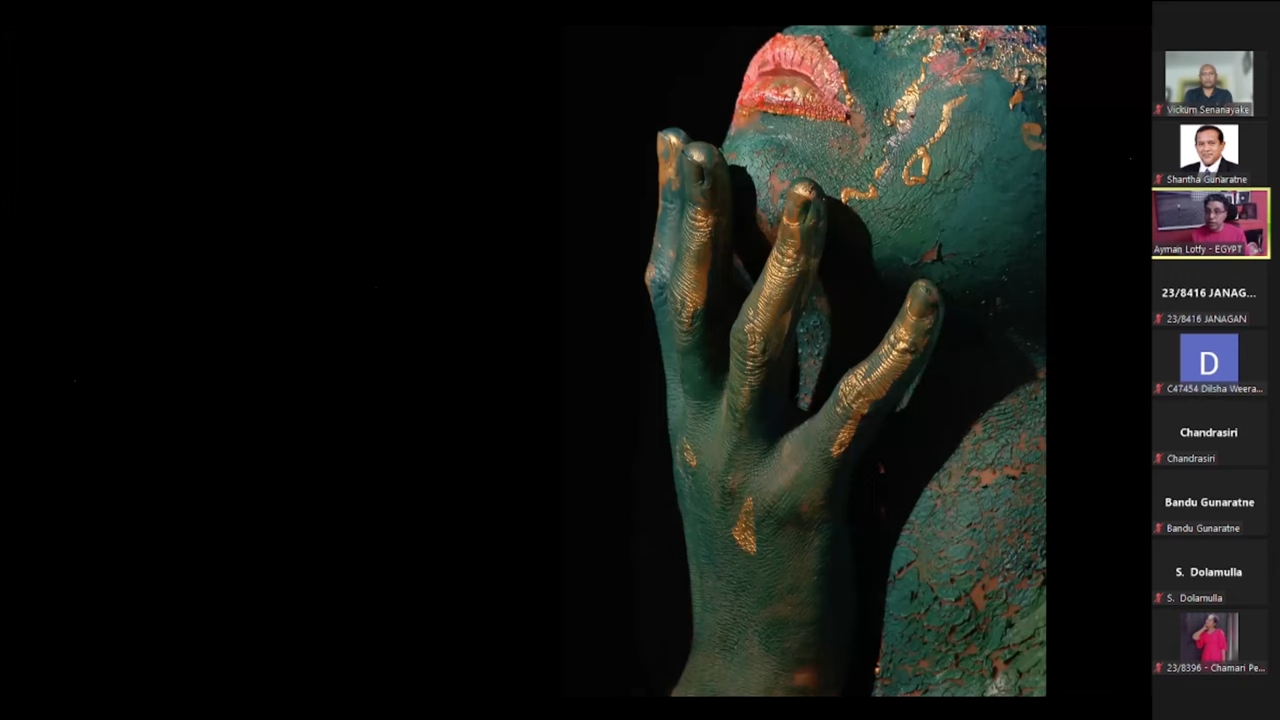 Vickum Senanayake
Shantha Gunaratne
Ayman Lotfy - EGYPT
23/8416 JANAG...
23/8416 JANAGAN
D
C47454 Dilsha Weera...
Chandrasiri
Chandrasiri
Bandu Gunaratne
Bandu Gunaratne
S. Dolamulla
S. Dolamulla
23/8396 - Chamari Pe...